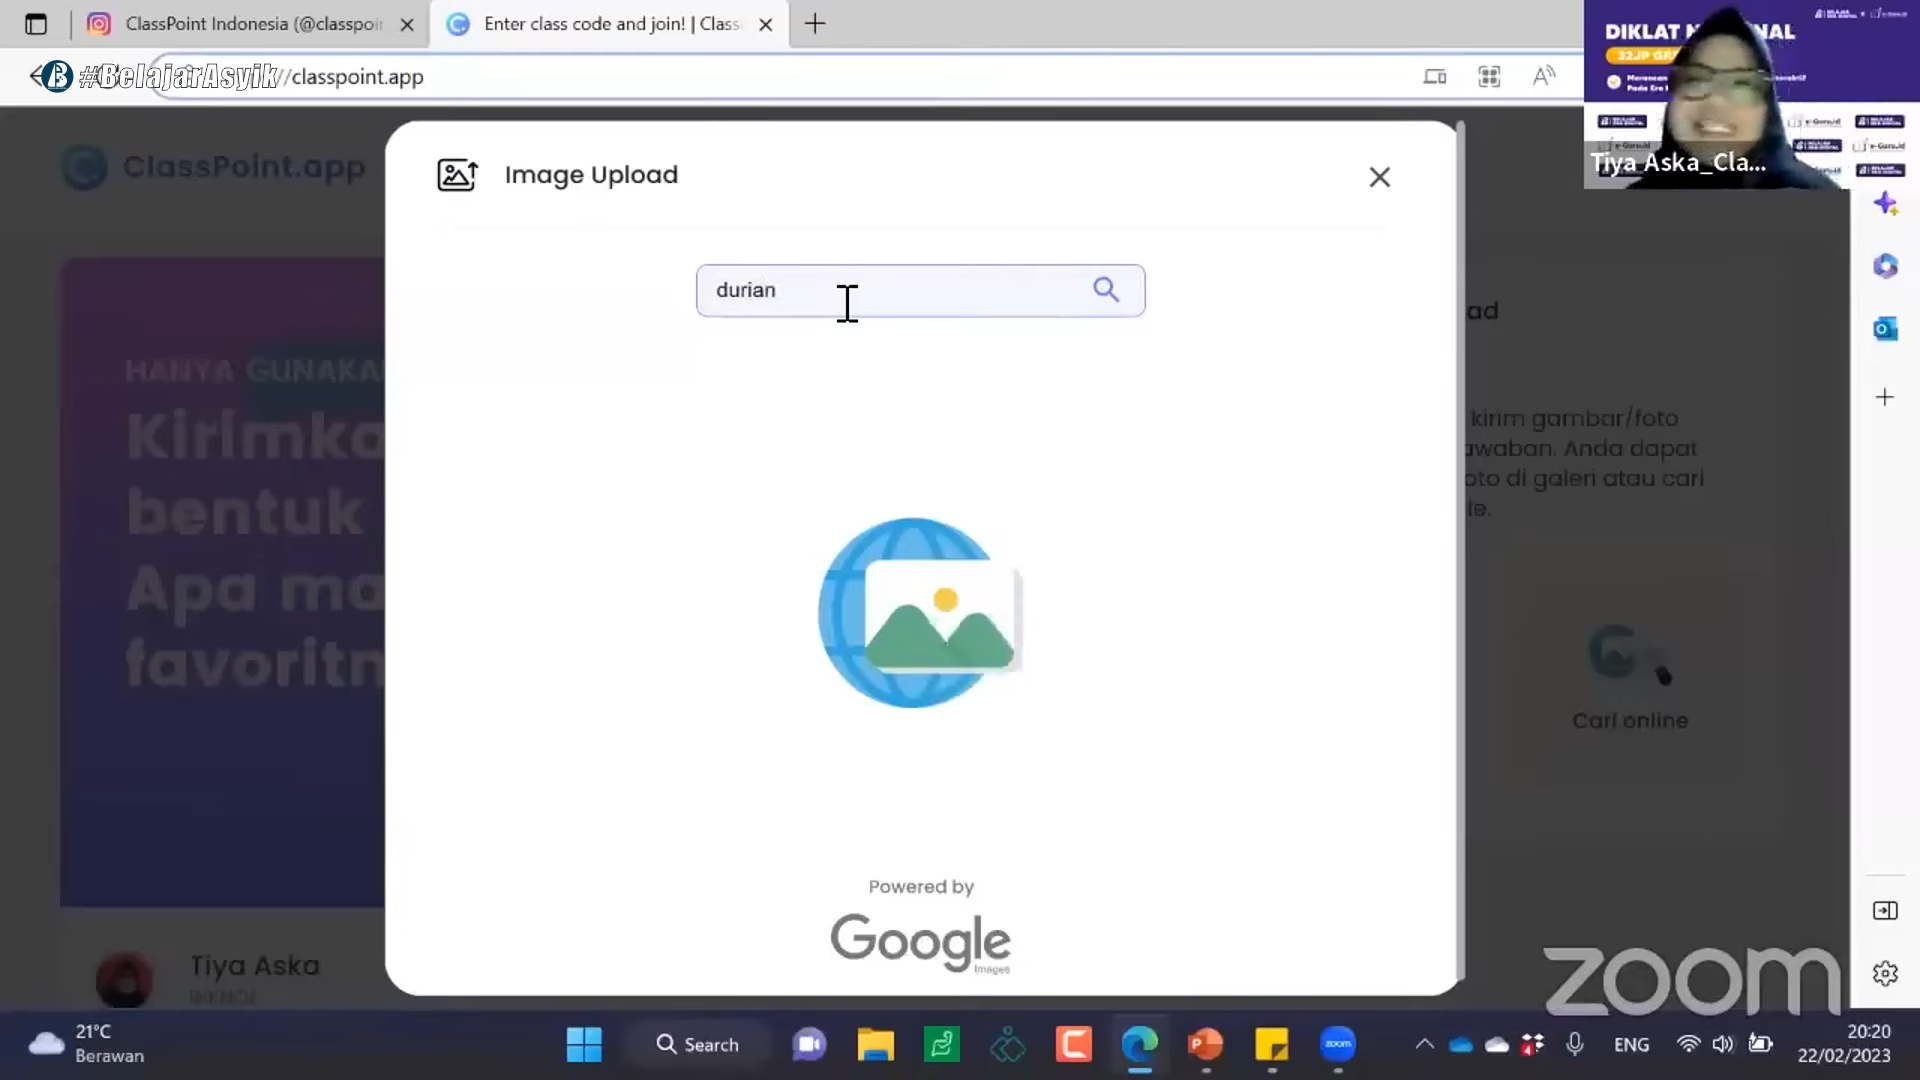 ClassPoint Indonesia (@classpoi
Enter class code and join! | Class
#BelajarAsyik
//classpoint.app
DIKLAT N
NAL
Tiya Aska_Cla...
ClassPoint.app
Image Upload
durian
ad
HANYA GUNAKA
Kirimka
bentuk
Apa ma
favoritn
kirim gambar/foto
awaban. Anda dapat
oto di galeri atau cari
le.
Cari online
Powered by
Google
Images
Tiya Aska
zoom
21°C
Berawan
Search
zoom
ENG
20:20
22/02/2023